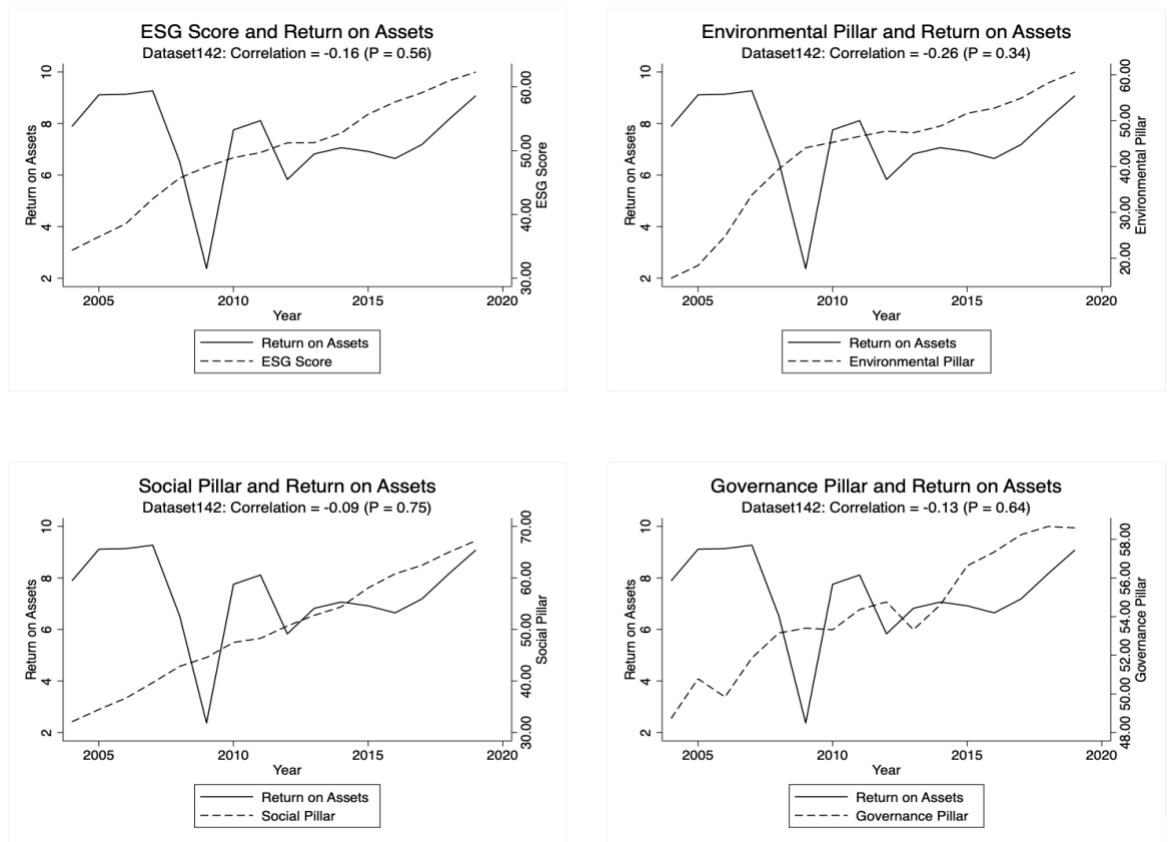 ESG Score and Return on Assets
Dataset142: Correlation = -0.16 (P = 0.56)
10
8
6
4
2
Return on Assets
60.00
50.00
40.00
30.00
ESG Score
2005 2010 2015 2020
Year
Return on Assets
ESG Score
Environmental Pillar and Return on Assets
Dataset142: Correlation = -0.26 (P = 0.34)
10
8
6
4
2
Return on Assets
60.00
50.00
40.00
30.00
20.00
Environmental Pillar
2005 2010 2015 2020
Year
Return on Assets
Environmental Pillar
Social Pillar and Return on Assets
Dataset142: Correlation = -0.09 (P = 0.75)
10
8
6
4
2
Return on Assets
70.00
60.00
50.00
40.00
30.00
Social Pillar
2005 2010 2015 2020
Year
Return on Assets
Social Pillar
Governance Pillar and Return on Assets
Dataset142: Correlation = -0.13 (P = 0.64)
10
8
6
4
2
Return on Assets
58.00
56.00
54.00
52.00
50.00
48.00
Governance Pillar
2005 2010 2015 2020
Year
Return on Assets
Governance Pillar